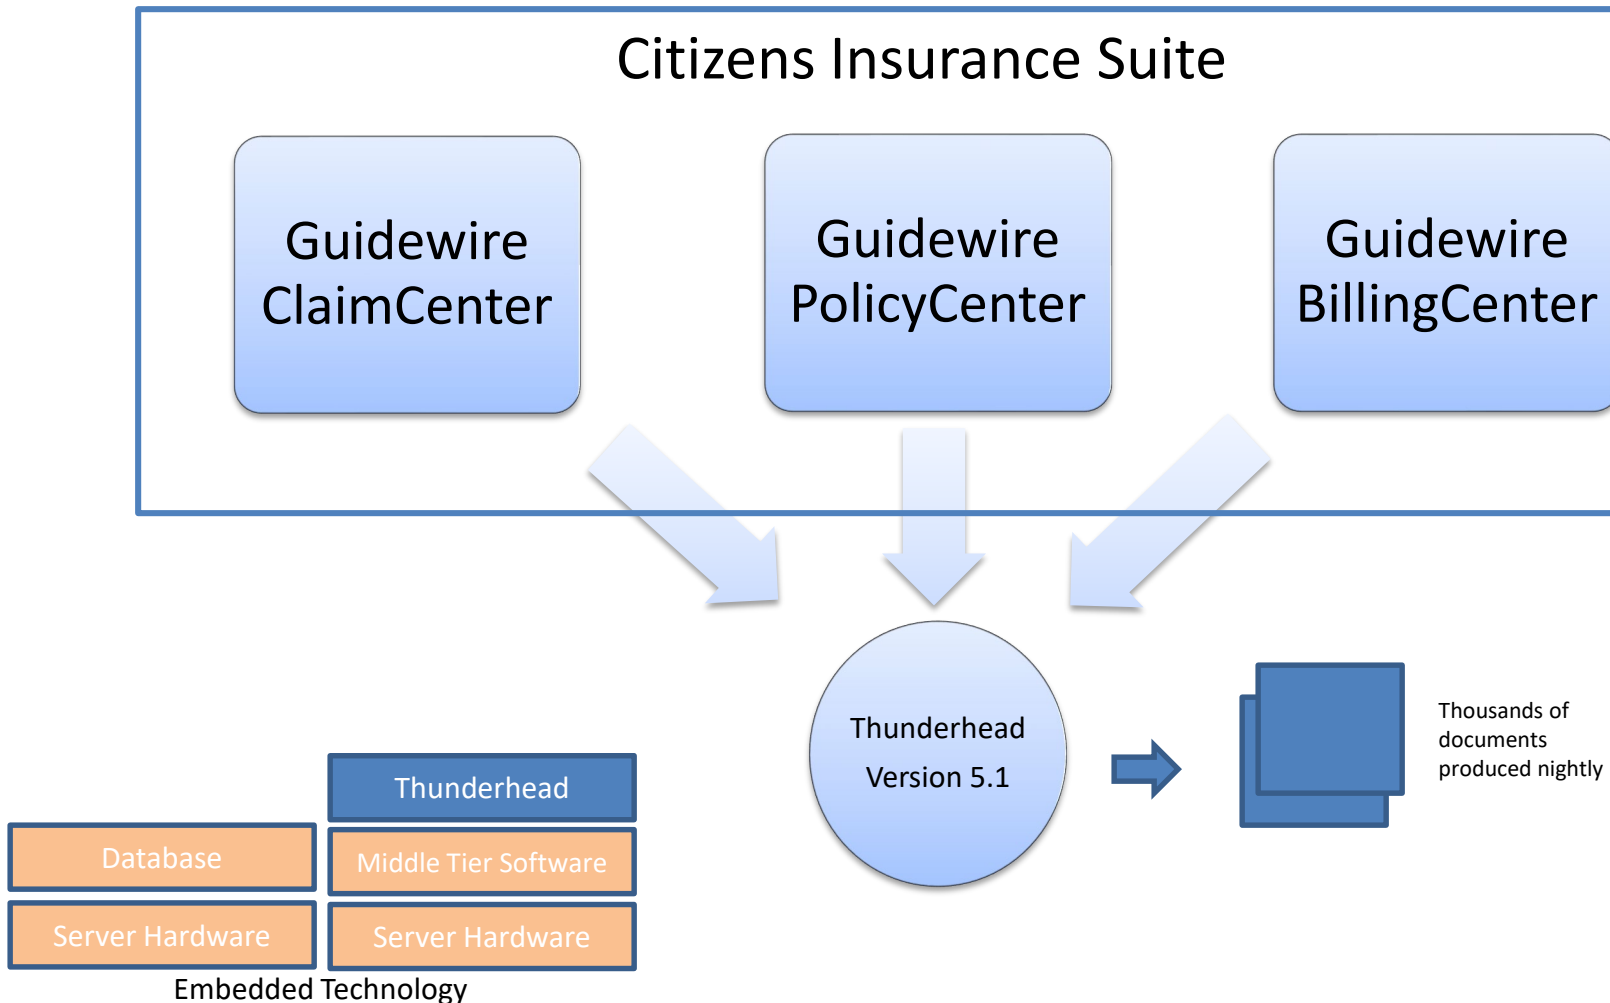 Citizens Insurance Suite
Guidewire
ClaimCenter
Guidewire
PolicyCenter
Guidewire
BillingCenter
Thunderhead
Version 5.1
Thousands of
documents
produced nightly
Thunderhead
Database
Middle Tier Software
Server Hardware
Server Hardware
Embedded Technology